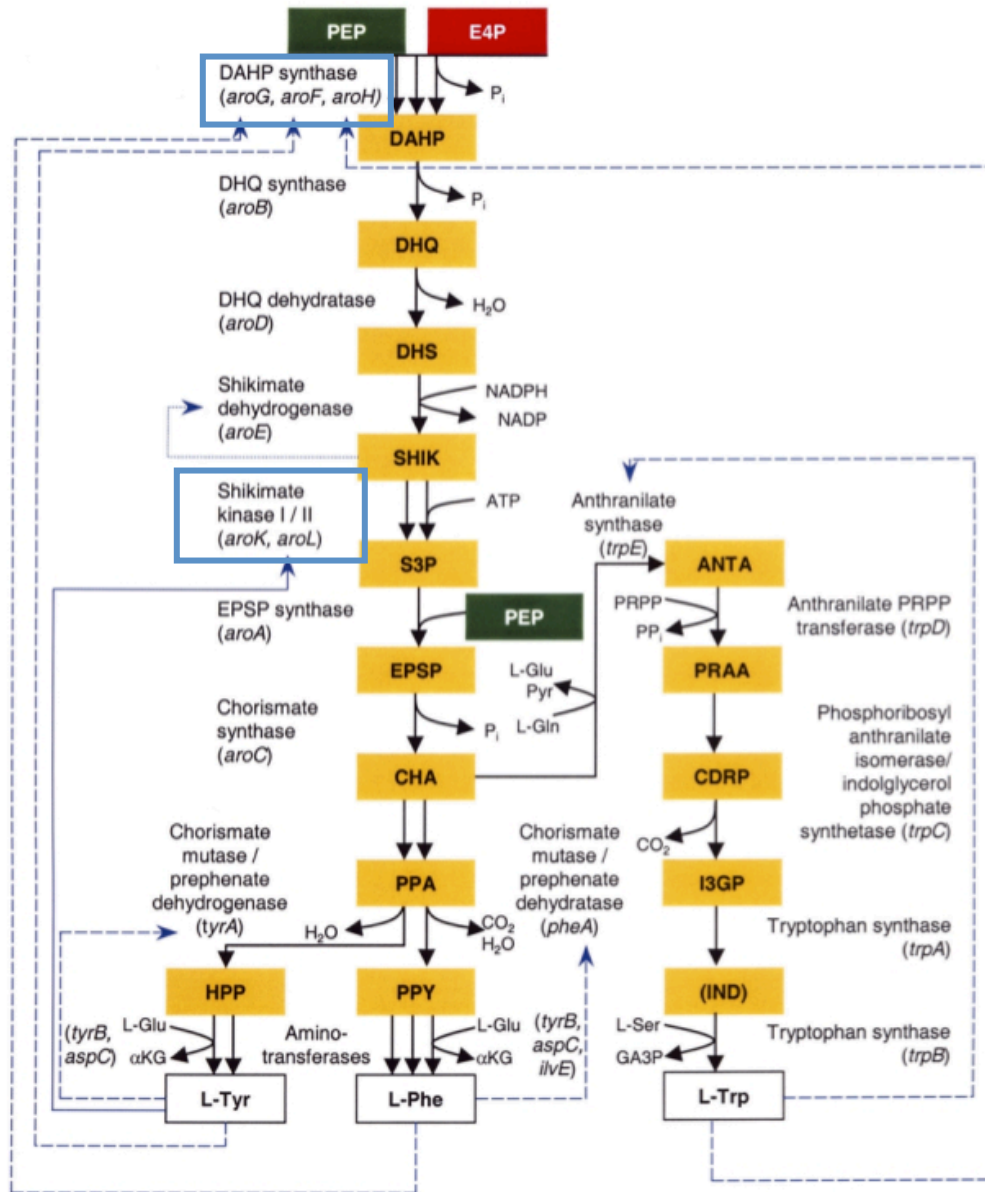 PEP
E4P
DAHP synthase
(aroG, aroF, aroH)
Pi
DAHP
DHQ synthase
(aroB)
Pi
DHQ
DHQ dehydratase
(aroD)
H2O
DHS
Shikimate
dehydrogenase
(aroE)
NADPH
NADP
SHIK
Shikimate
kinase I / II
(aroK, aroL)
ATP
S3P
EPSP synthase
(aroA)
PEP
EPSP
Chorismate
synthase
(aroC)
Pi
CHA
L-Glu
Pyr
L-Gln
Anthranilate
synthase
(trpE)
ANTA
PRPP
PPi
Anthranilate PRPP
transferase (trpD)
PRAA
Phosphoribosyl
anthranilate
isomerase/
indolglycerol
phosphate
synthetase (trpC)
CDRP
CO2
I3GP
Tryptophan synthase
(trpA)
(IND)
L-Ser
GA3P
Tryptophan synthase
(trpB)
L-Trp
Chorismate
mutase /
prephenate
dehydrogenase
(tyrA)
PPA
Chorismate
mutase /
prephenate
dehydratase
(pheA)
H2O
CO2
H2O
HPP
PPY
(tyrB,
aspC)
L-Glu
αKG
Amino-
transferases
L-Glu
αKG
(tyrB,
aspC,
ilvE)
L-Tyr
L-Phe